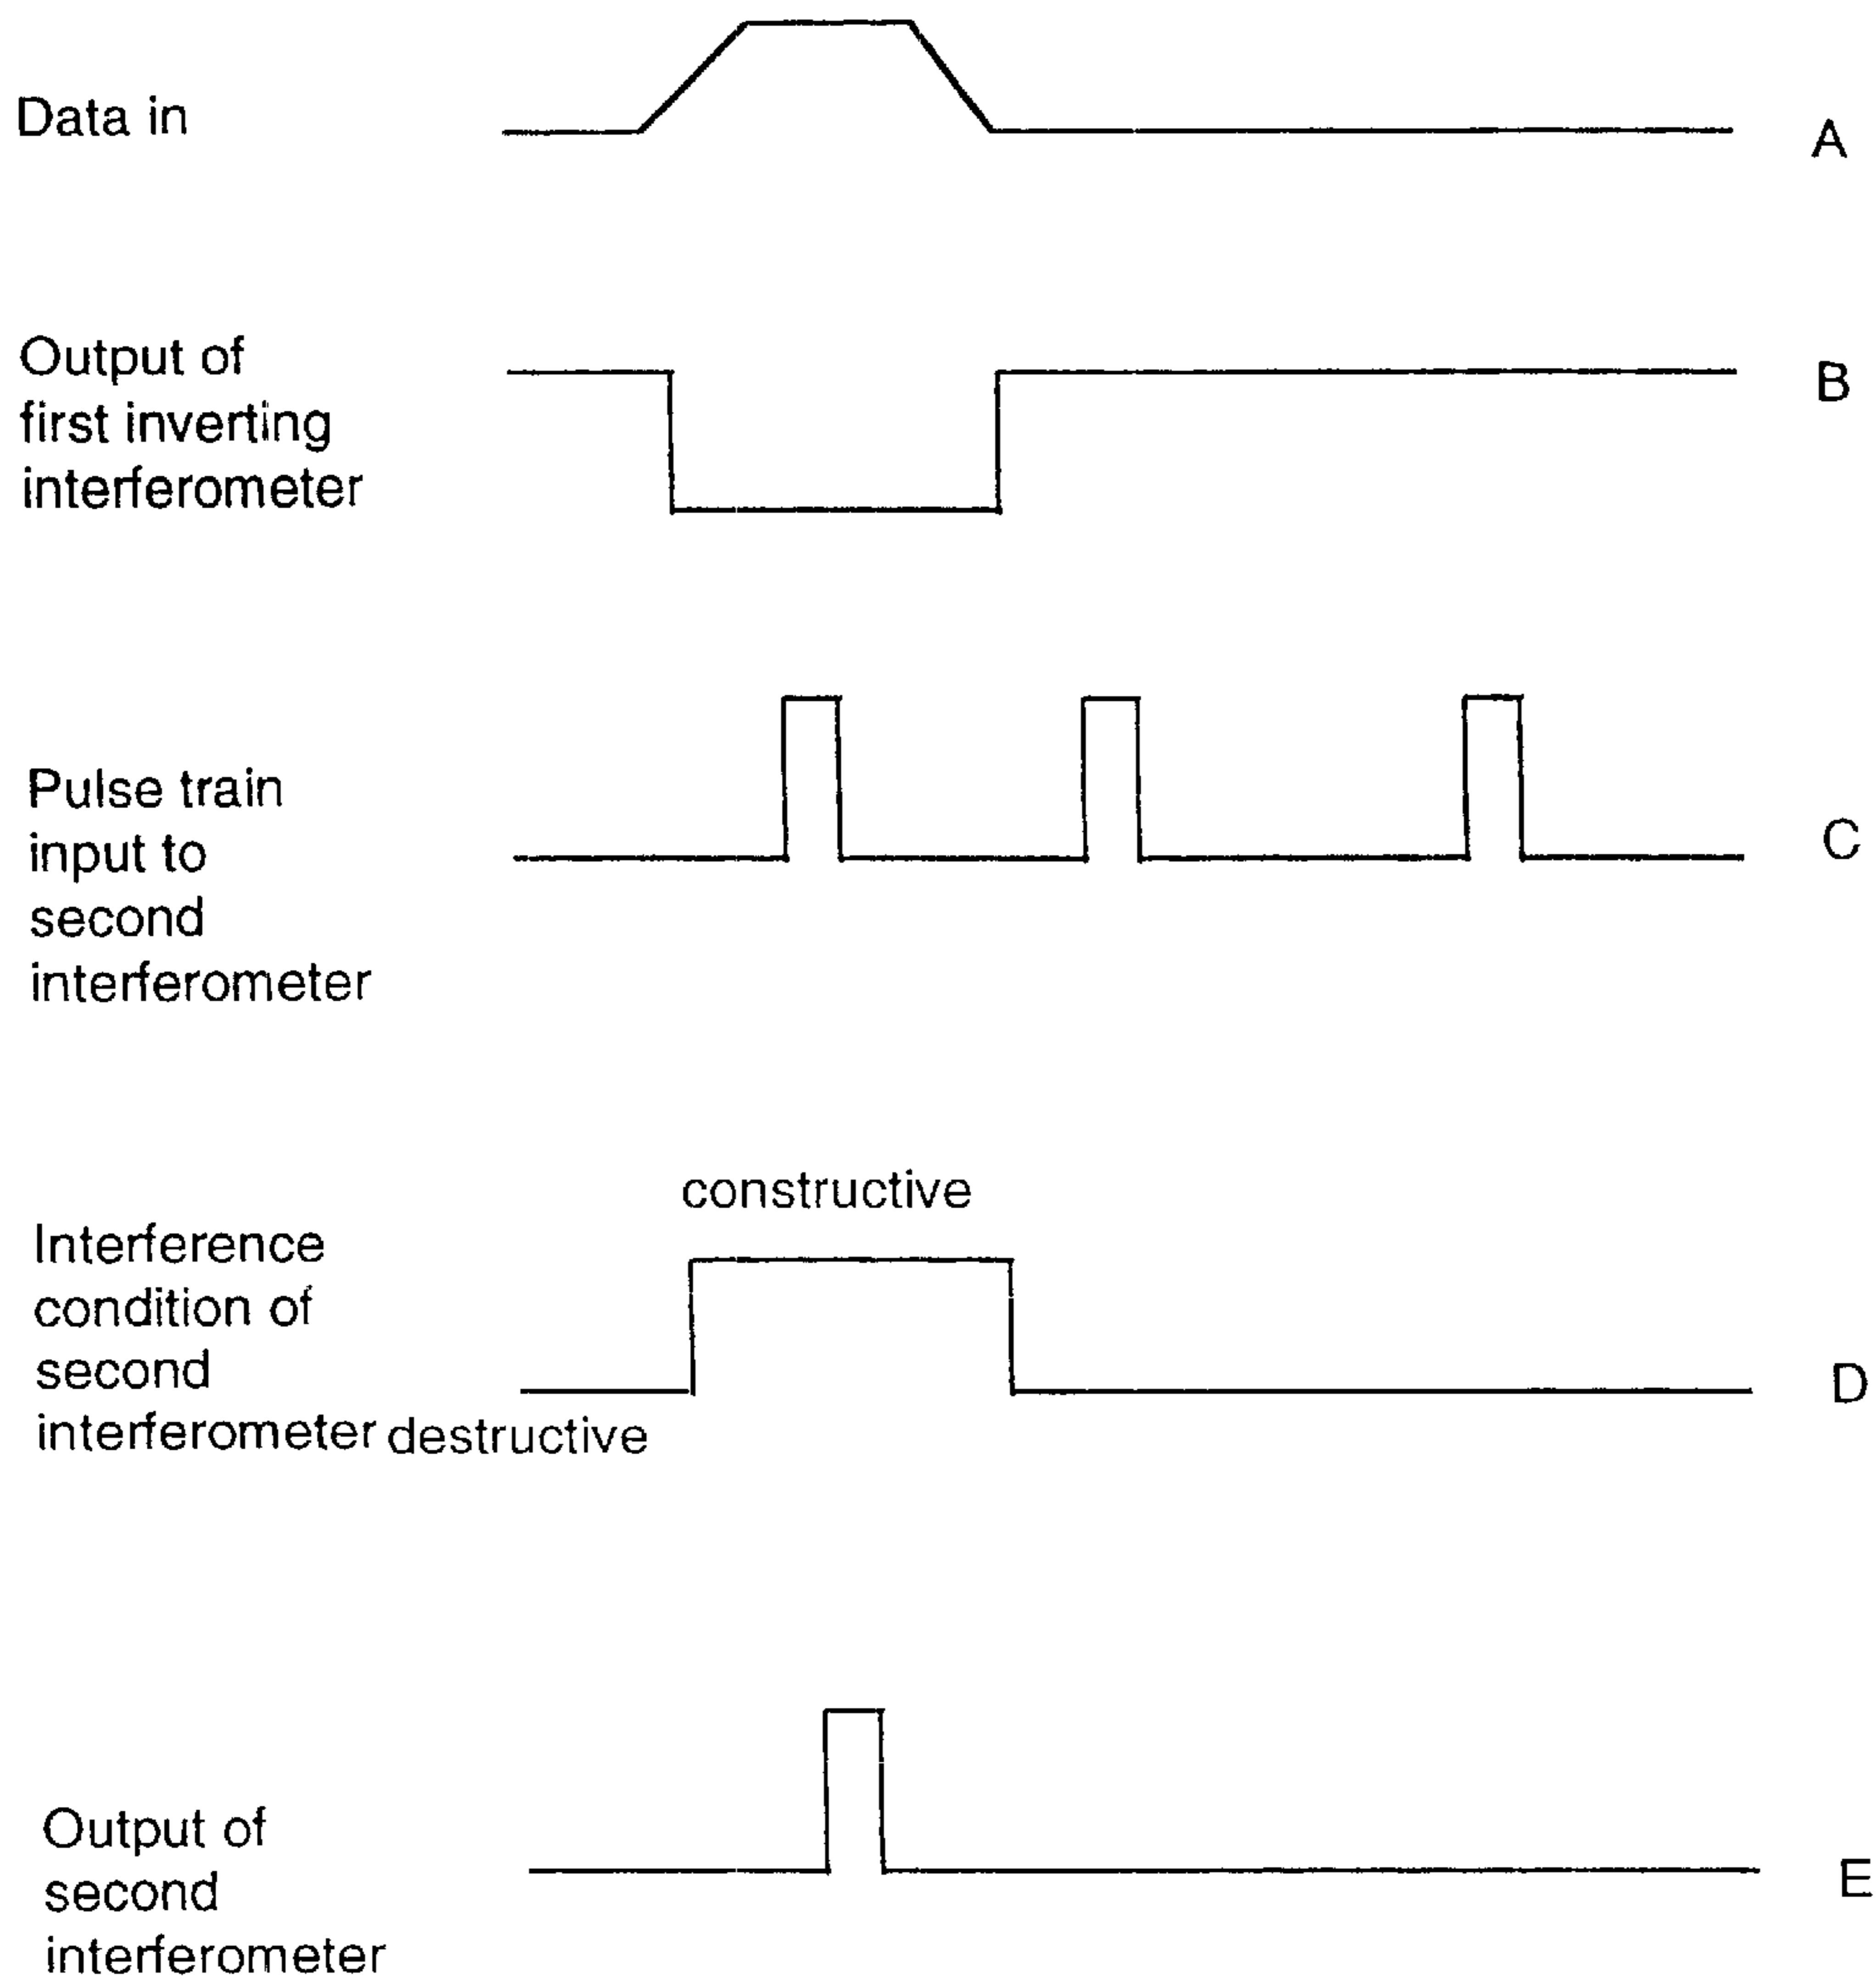 Data in
A
Output of
first inverting
interferometer
B
Pulse train
input to
second
interferometer
C
constructive
Interference
condition of
second
interferometer
destructive
D
Output of
second
interferometer
E